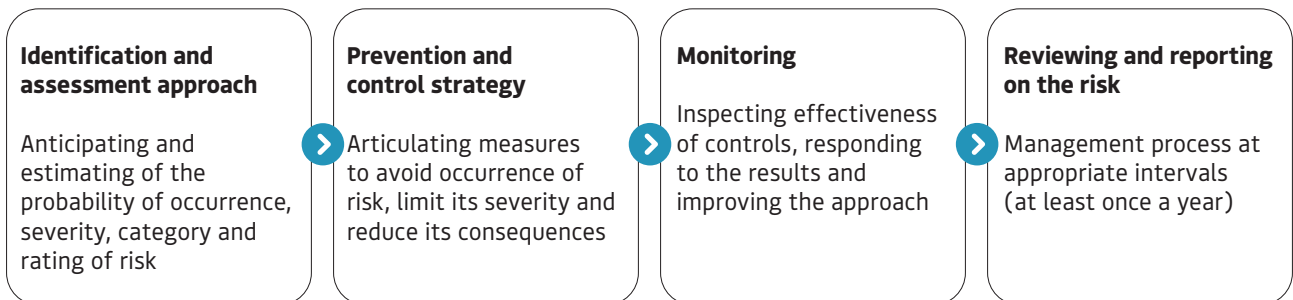 Identification and
assessment approach
Anticipating and
estimating of the
probability of occurrence,
severity, category and
rating of risk
Prevention and
control strategy
Articulating measures
to avoid occurrence of
risk, limit its severity and
reduce its consequences
Monitoring
Inspecting effectiveness
of controls, responding
to the results and
improving the approach
Reviewing and reporting
on the risk
Management process at
appropriate intervals
(at least once a year)